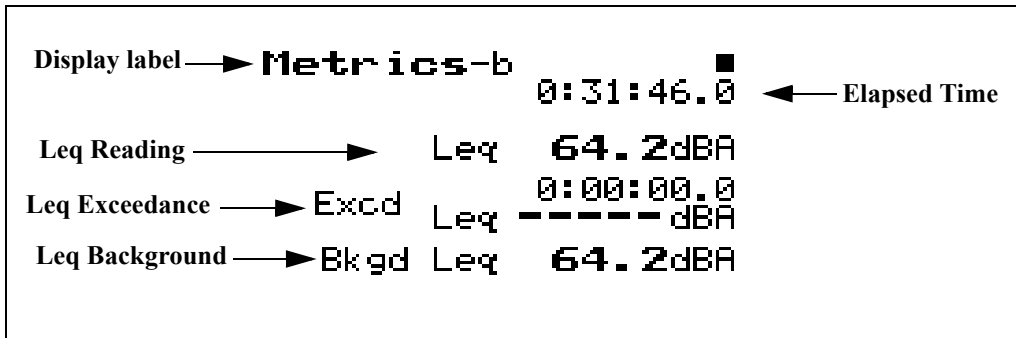 Display label Metrics-b
0:31:46.0 Elapsed Time
Leq Reading Leq 64.2dBA
0:00:00.0
Leq Exceedance Excd Leq -----dBA
Leq Background Bkgd Leq 64.2dBA